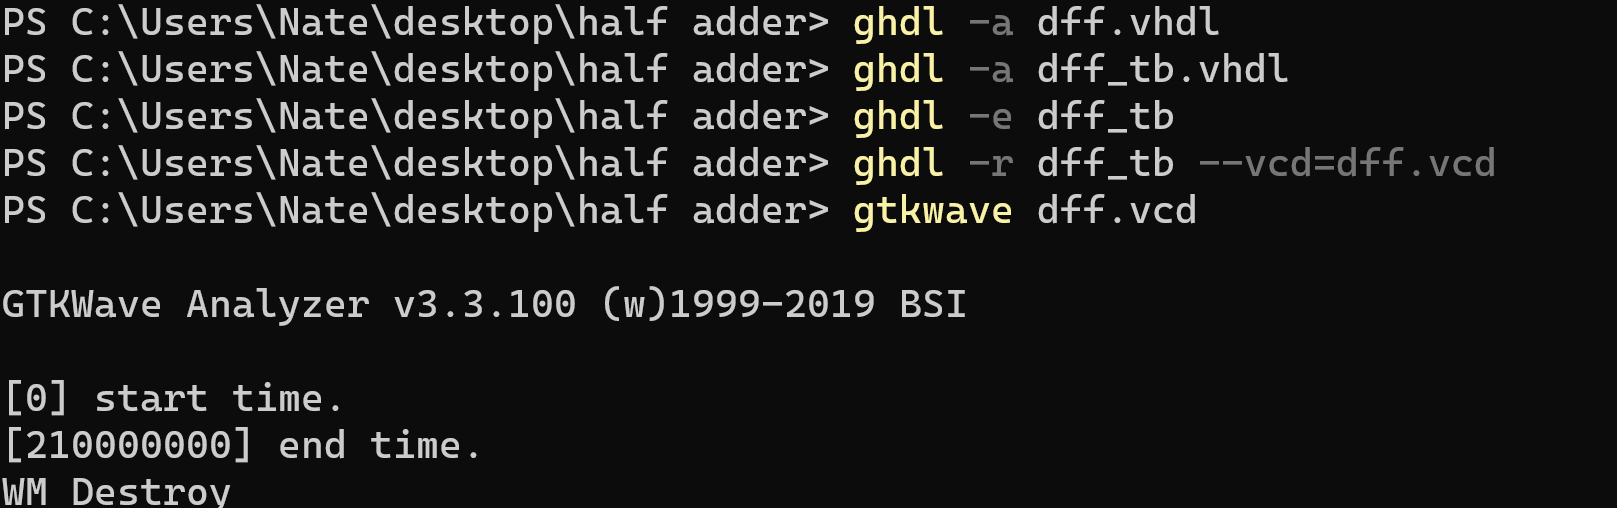 PS C:\Users\Nate\desktop\half adder> ghdl -a dff.vhdl
PS C:\Users\Nate\desktop\half adder> ghdl -a dff_tb.vhdl
PS C:\Users\Nate\desktop\half adder> ghdl -e dff_tb
PS C:\Users\Nate\desktop\half adder> ghdl -r dff_tb --vcd=dff.vcd
PS C:\Users\Nate\desktop\half adder> gtkwave dff.vcd
GTKWave Analyzer v3.3.100 (w)1999-2019 BSI
[0] start time.
[210000000] end time.
WM Destroy